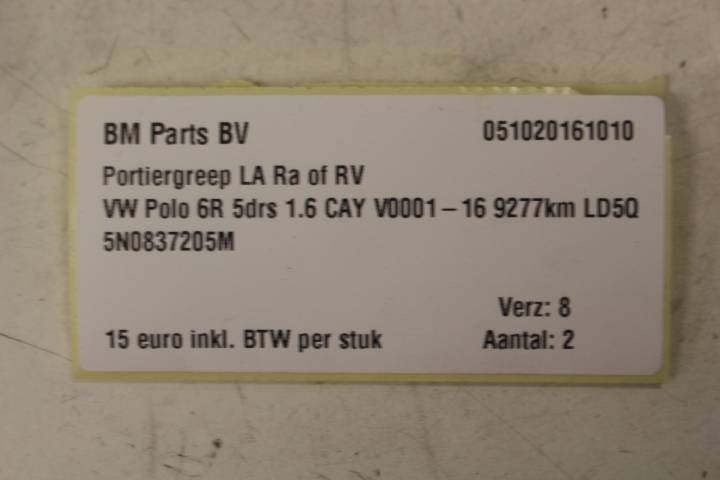 BM Parts BV 051020161010
Portiergreep LA Ra of RV
VW Polo 6R 5drs 1.6 CAY V0001-16 9277km LD5Q
5N0837205M
Verz: 8
15 euro inkl. BTW per stuk Aantal: 2